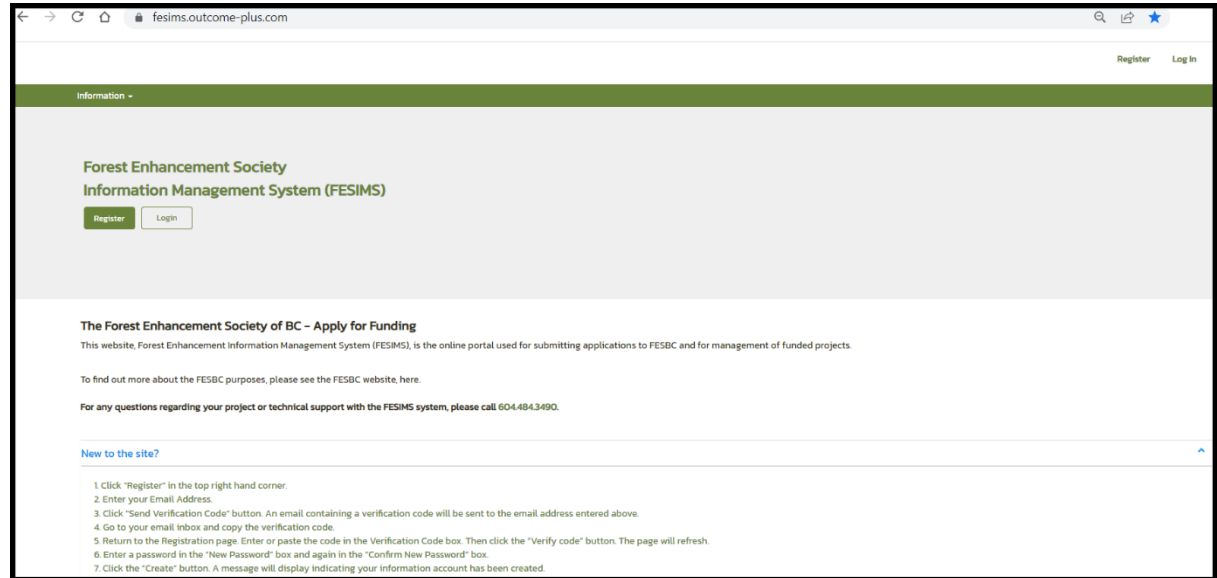 fesims.outcome-plus.com
Register Log In
Information
Forest Enhancement Society
Information Management System (FESIMS)
Register Login
The Forest Enhancement Society of BC - Apply for Funding
This website, Forest Enhancement Information Management System (FESIMS), is the online portal used for submitting applications to FESBC and for management of funded projects.
To find out more about the FESBC purposes, please see the FESBC website, here.
For any questions regarding your project or technical support with the FESIMS system, please call 604.484.3490.
New to the site?
1. Click "Register" in the top right hand corner.
2. Enter your Email Address.
3. Click "Send Verification Code" button. An email containing a verification code will be sent to the email address entered above.
4. Go to your email inbox and copy the verification code.
5. Return to the Registration page. Enter or paste the code in the Verification Code box. Then click the "Verify code" button. The page will refresh.
6. Enter a password in the "New Password" box and again in the "Confirm New Password" box.
7. Click the "Create" button. A message will display indicating your information account has been created.